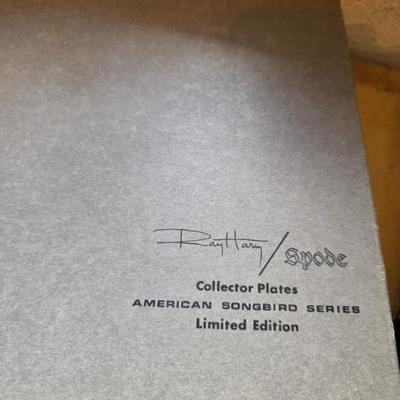 Ray Harm / Spode
Collector Plates
AMERICAN SONGBIRD SERIES
Limited Edition